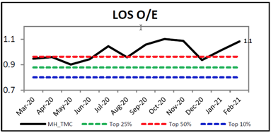 LOS O/E
1.1
0.9
0.7
1.1
Mar-20
Apr-20
May-20
Jun-20
Jul-20
Aug-20
Sep-20
Oct-20
Nov-20
Dec-20
Jan-21
Feb-21
MH_TMC
Top 25%
Top 50%
Top 10%